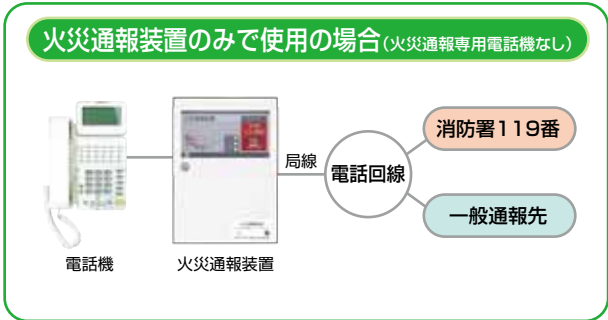 火災通報装置のみで使用の場合(火災通報専用電話機なし)
消防署119番
局線
電話回線
一般通報先
電話機
火災通報装置